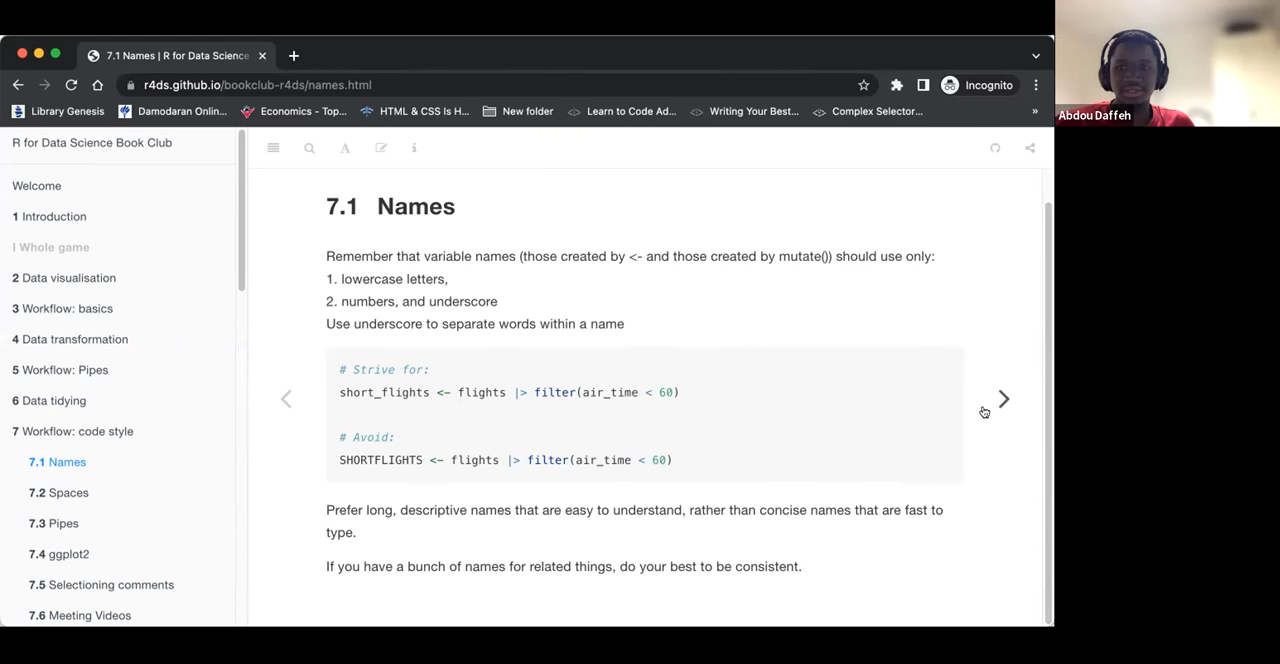 7.1 Names | R for Data Science
r4ds.github.io/bookclub-r4ds/names.html
Incognito
Library Genesis
Damodaran Onlin...
Economics - Top...
HTML & CSS Is H...
New folder
Learn to Code Ad...
Writing Your Best...
Complex Selector...
»
Abdou Daffeh
R for Data Science Book Club
Welcome
1 Introduction
I Whole game
2 Data visualisation
3 Workflow: basics
4 Data transformation
5 Workflow: Pipes
6 Data tidying
7 Workflow: code style
7.1 Names
7.2 Spaces
7.3 Pipes
7.4 ggplot2
7.5 Selectioning comments
7.6 Meeting Videos
7.1 Names
Remember that variable names (those created by <- and those created by mutate()) should use only:
1. lowercase letters,
2. numbers, and underscore
Use underscore to separate words within a name
# Strive for:
short_flights <- flights |> filter(air_time < 60)
# Avoid:
SHORTFLIGHTS <- flights |> filter(air_time < 60)
Prefer long, descriptive names that are easy to understand, rather than concise names that are fast to
type.
If you have a bunch of names for related things, do your best to be consistent.